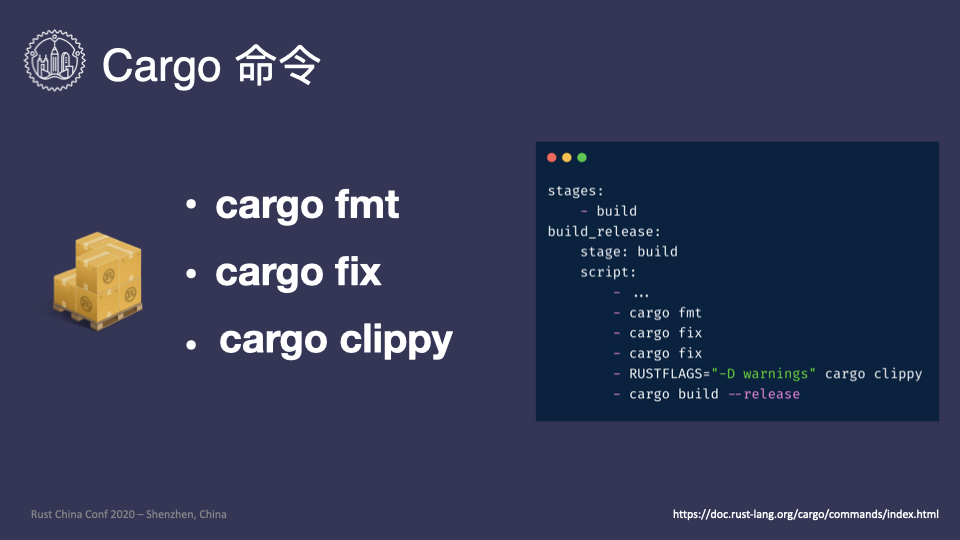 Cargo 命令
• cargo fmt
• cargo fix
• cargo clippy
stages:
    - build
build_release:
    stage: build
    script:
        - ...
        - cargo fmt
        - cargo fix
        - cargo fix
        - RUSTFLAGS="-D warnings" cargo clippy
        - cargo build --release
Rust China Conf 2020 – Shenzhen, China
https://doc.rust-lang.org/cargo/commands/index.html